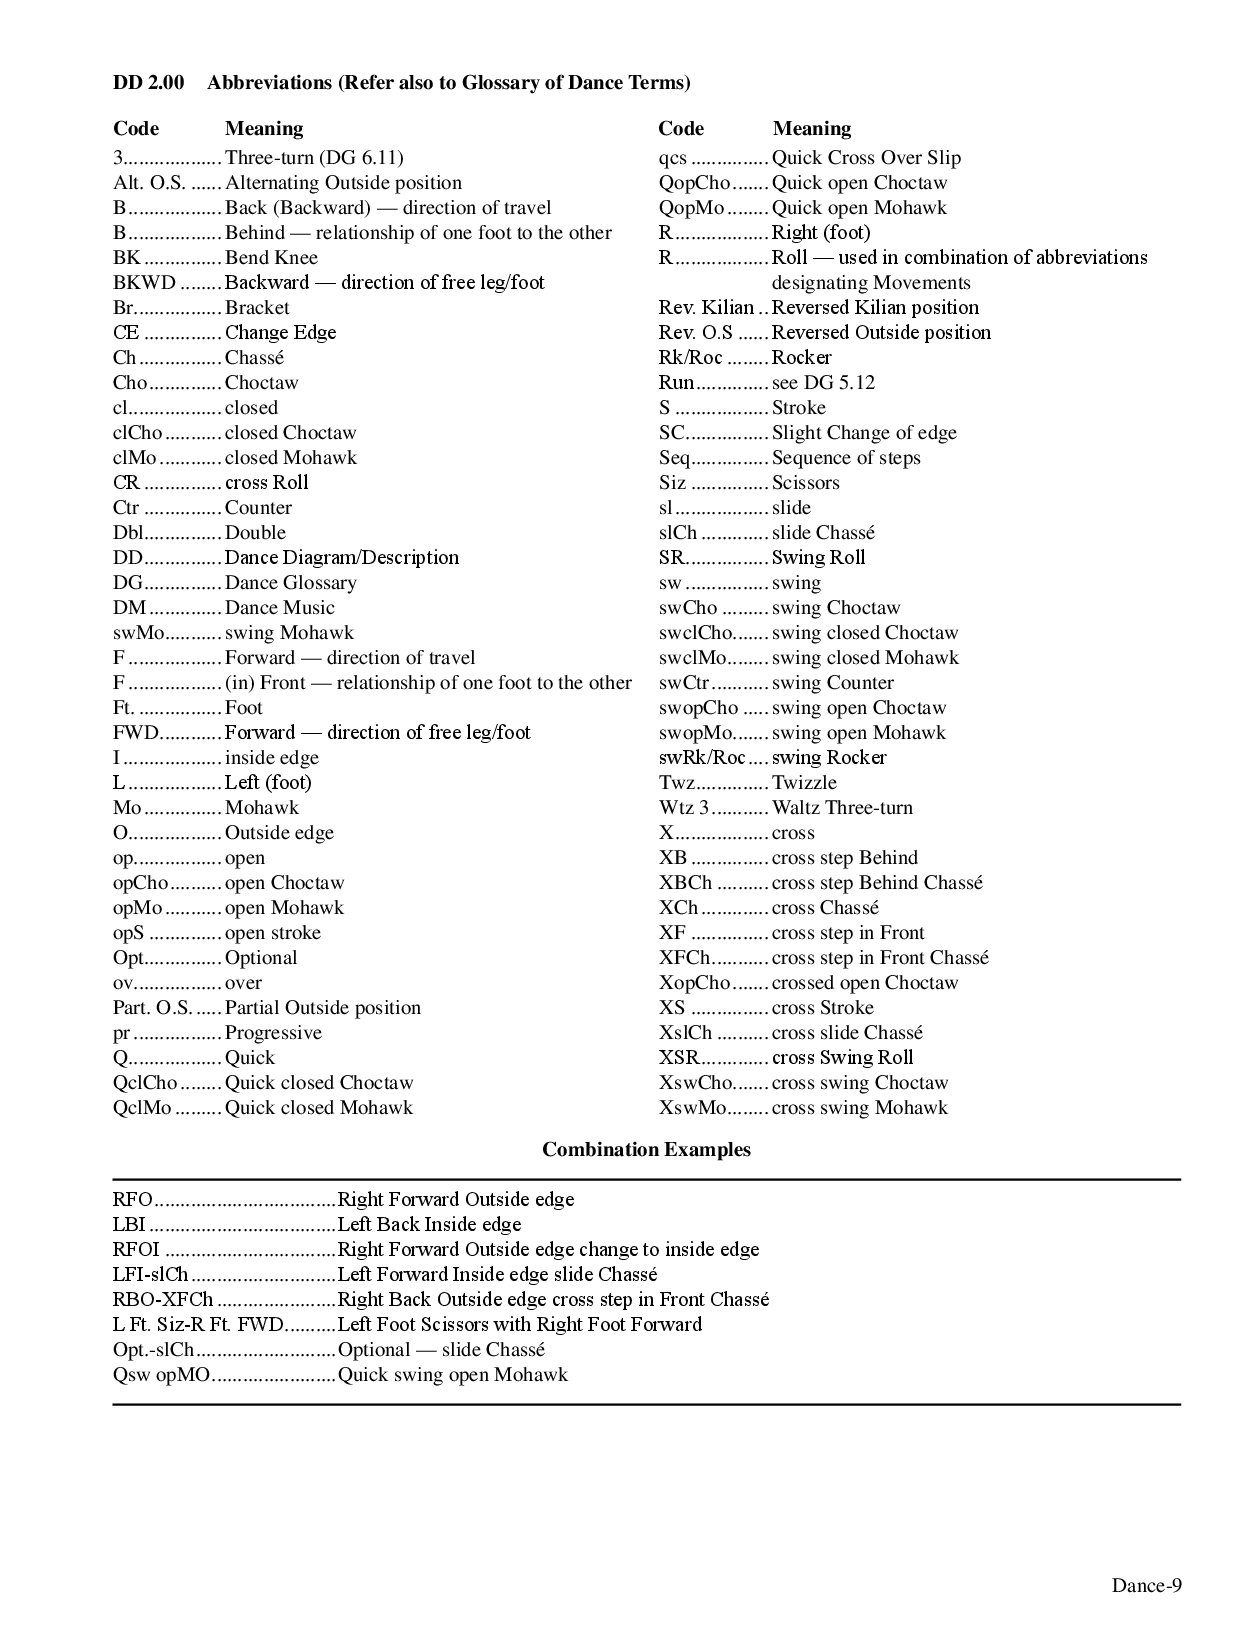 DD 2.00 Abbreviations (Refer also to Glossary of Dance Terms)
Code Meaning
3................... Three-turn (DG 6.11)
Alt. O.S. ...... Alternating Outside position
B.................. Back (Backward) — direction of travel
B.................. Behind — relationship of one foot to the other
BK ............... Bend Knee
BKWD ........ Backward — direction of free leg/foot
Br................. Bracket
CE ............... Change Edge
Ch ................ Chassé
Cho.............. Choctaw
cl.................. closed
clCho ........... closed Choctaw
clMo ............ closed Mohawk
CR ............... cross Roll
Ctr ............... Counter
Dbl............... Double
DD............... Dance Diagram/Description
DG............... Dance Glossary
DM .............. Dance Music
swMo........... swing Mohawk
F .................. Forward — direction of travel
F .................. (in) Front — relationship of one foot to the other
Ft. ................ Foot
FWD............ Forward — direction of free leg/foot
I ................... inside edge
L .................. Left (foot)
Mo ............... Mohawk
O.................. Outside edge
op................. open
opCho .......... open Choctaw
opMo ........... open Mohawk
opS .............. open stroke
Opt............... Optional
ov................. over
Part. O.S. ..... Partial Outside position
pr ................. Progressive
Q.................. Quick
QclCho ........ Quick closed Choctaw
QclMo ......... Quick closed Mohawk
Code Meaning
qcs ............... Quick Cross Over Slip
QopCho ....... Quick open Choctaw
QopMo ........ Quick open Mohawk
R.................. Right (foot)
R.................. Roll — used in combination of abbreviations
designating Movements
Rev. Kilian .. Reversed Kilian position
Rev. O.S ...... Reversed Outside position
Rk/Roc ........ Rocker
Run.............. see DG 5.12
S .................. Stroke
SC................ Slight Change of edge
Seq............... Sequence of steps
Siz ............... Scissors
sl .................. slide
slCh ............. slide Chassé
SR................ Swing Roll
sw ................ swing
swCho ......... swing Choctaw
swclCho....... swing closed Choctaw
swclMo........ swing closed Mohawk
swCtr ........... swing Counter
swopCho ..... swing open Choctaw
swopMo....... swing open Mohawk
swRk/Roc .... swing Rocker
Twz.............. Twizzle
Wtz 3........... Waltz Three-turn
X.................. cross
XB ............... cross step Behind
XBCh .......... cross step Behind Chassé
XCh ............. cross Chassé
XF ............... cross step in Front
XFCh........... cross step in Front Chassé
XopCho ....... crossed open Choctaw
XS ............... cross Stroke
XslCh .......... cross slide Chassé
XSR............. cross Swing Roll
XswCho....... cross swing Choctaw
XswMo........ cross swing Mohawk
Combination Examples
RFO................................... Right Forward Outside edge
LBI .................................... Left Back Inside edge
RFOI ................................. Right Forward Outside edge change to inside edge
LFI-slCh ............................ Left Forward Inside edge slide Chassé
RBO-XFCh ....................... Right Back Outside edge cross step in Front Chassé
L Ft. Siz-R Ft. FWD.......... Left Foot Scissors with Right Foot Forward
Opt.-slCh........................... Optional — slide Chassé
Qsw opMO........................ Quick swing open Mohawk
Dance-9